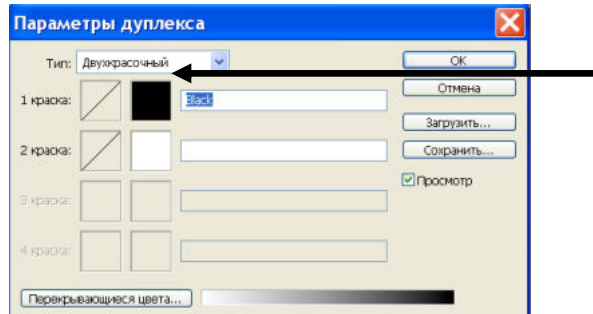 Параметры дуплекса
Тип: Двухкрасочный
OK
Отмена
1 краска: Black
Загрузить...
2 краска:
Сохранить...
Просмотр
3 краска:
4 краска:
Перекрывающиеся цвета...